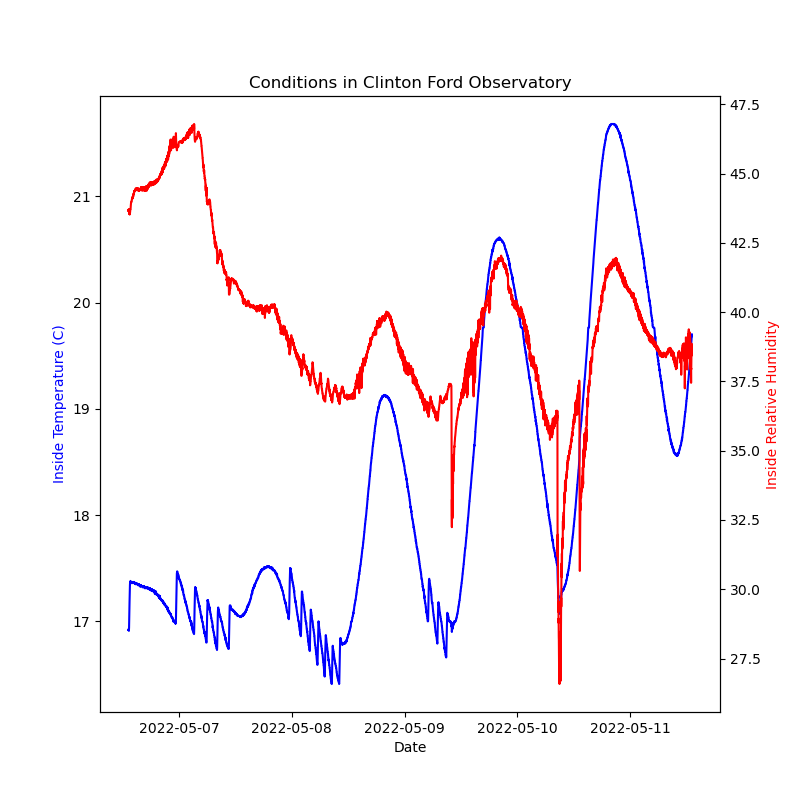 Conditions in Clinton Ford Observatory
Inside Temperature (C)
21
20
19
18
17
47.5
45.0
42.5
40.0
37.5
35.0
32.5
30.0
27.5
Inside Relative Humidity
2022-05-07 2022-05-08 2022-05-09 2022-05-10 2022-05-11
Date